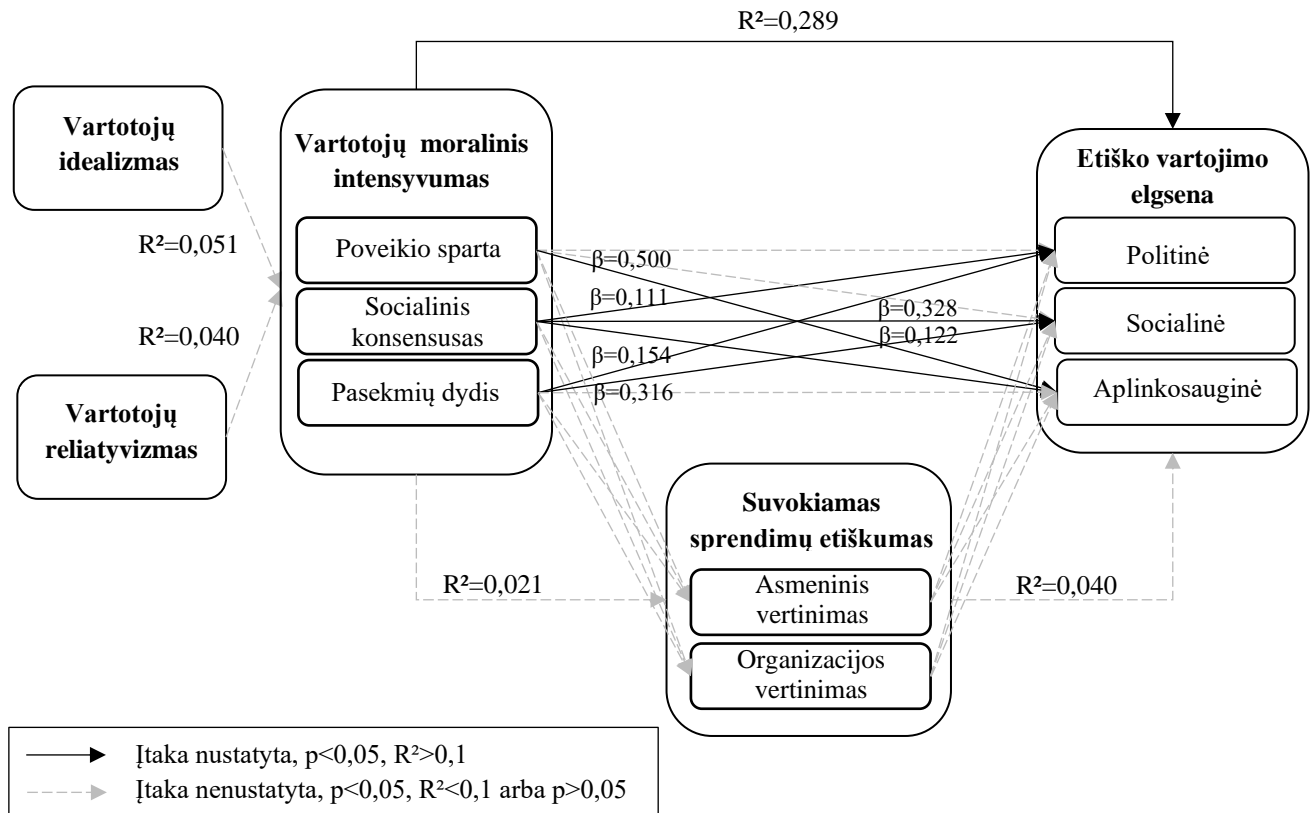 R²=0,289
Vartotojų
idealizmas
Vartotojų moralinis
intensyvumas
Etiško vartojimo
elgsena
R²=0,051
Poveikio sparta
β=0,500
Politinė
β=0,111
β=0,328
Socialinis
konsensusas
Socialinė
R²=0,040
β=0,122
β=0,154
Pasekmių dydis
β=0,316
Aplinkosauginė
Vartotojų
reliatyvizmas
Suvokiamas
sprendimų etiškumas
R²=0,021
Asmeninis
vertinimas
R²=0,040
Organizacijos
vertinimas
Įtaka nustatyta, p<0,05, R²>0,1
Įtaka nenustatyta, p<0,05, R²<0,1 arba p>0,05